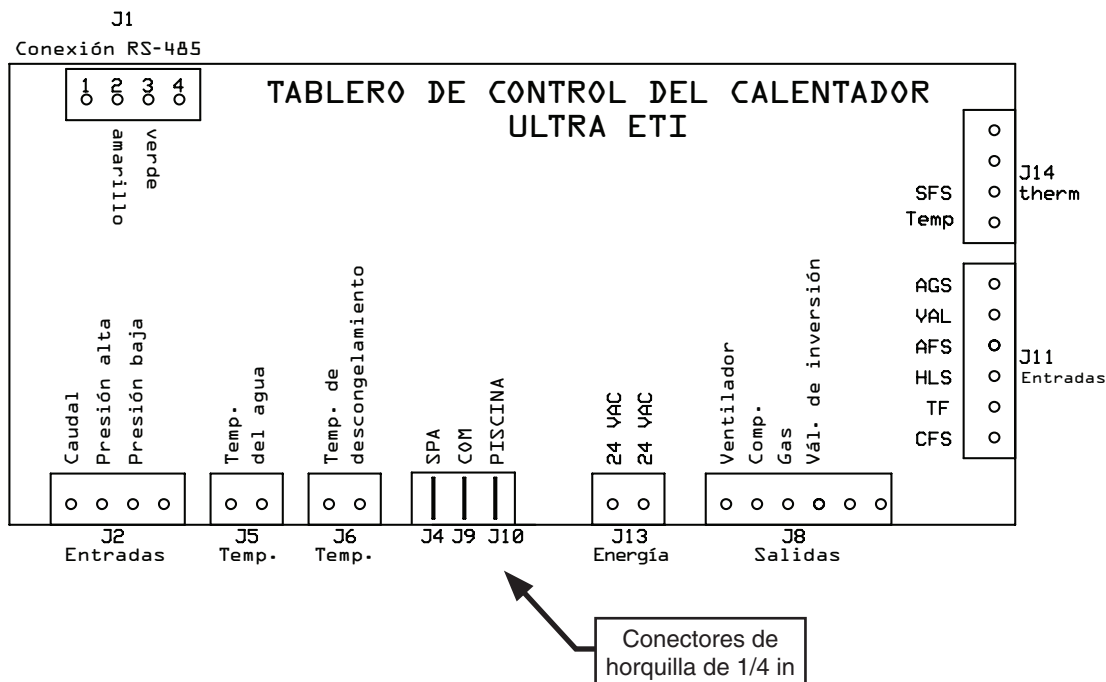 J1
Conexión RS-485
1 2 3 4
amarillo
verde
TABLERO DE CONTROL DEL CALENTADOR
ULTRA ETI
SFS
Temp
J14
therm
AGS
VAL
AFS
HLS
TF
CFS
J11
Entradas
Caudal
Presión alta
Presión baja
J2
Entradas
Temp.
del agua
J5
Temp.
Temp. de
descongelamiento
J6
Temp.
SPA
COM
PISCINA
J4 J9 J10
24 VAC
24 VAC
J13
Energía
Ventilador
Comp.
Gas
Vál. de inversión
J8
Salidas
Conectores de
horquilla de 1/4 in